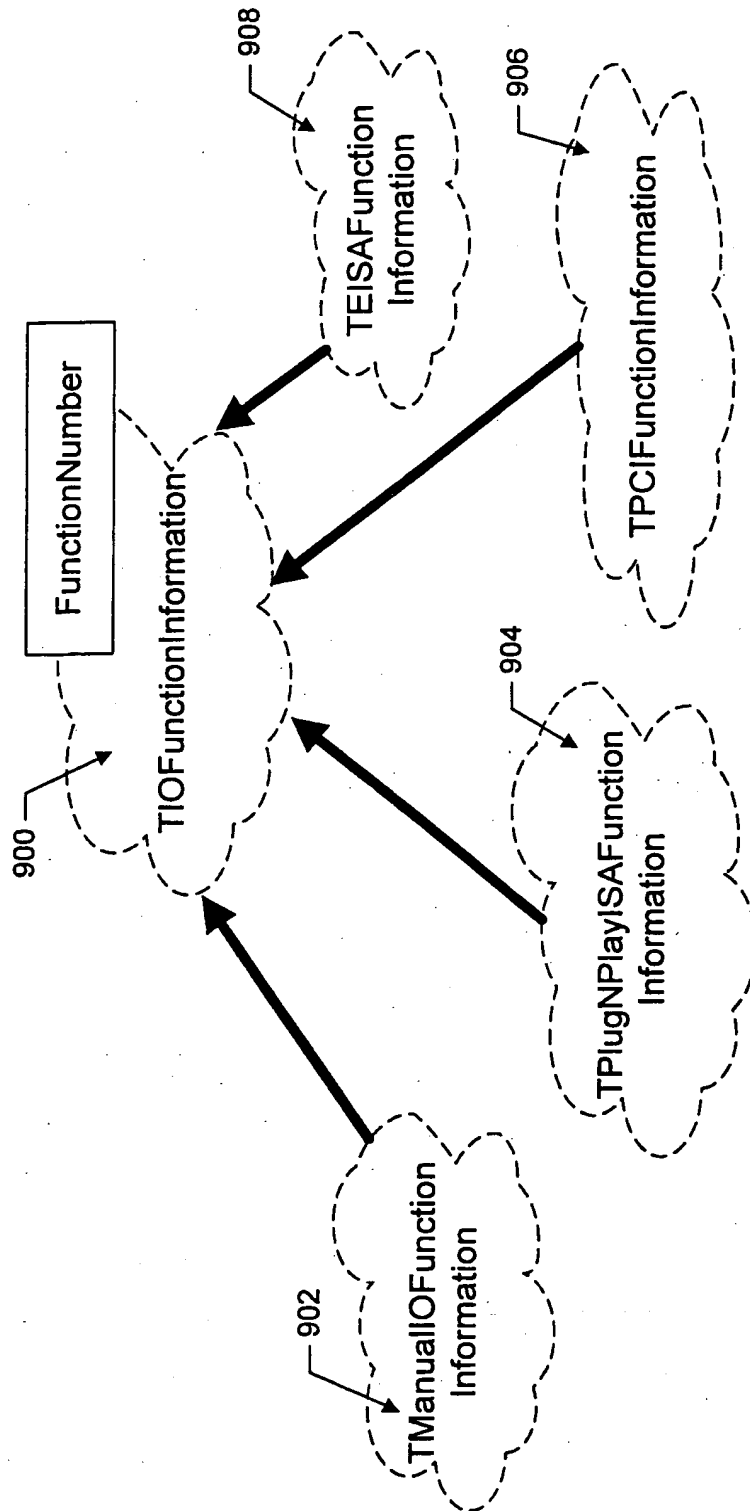 FunctionNumber
900
TIOFunctionInformation
908
TEISAFunction
Information
902
TManualIOFunction
Information
904
TPlugNPlayISAFunction
Information
906
TPCIFunctionInformation